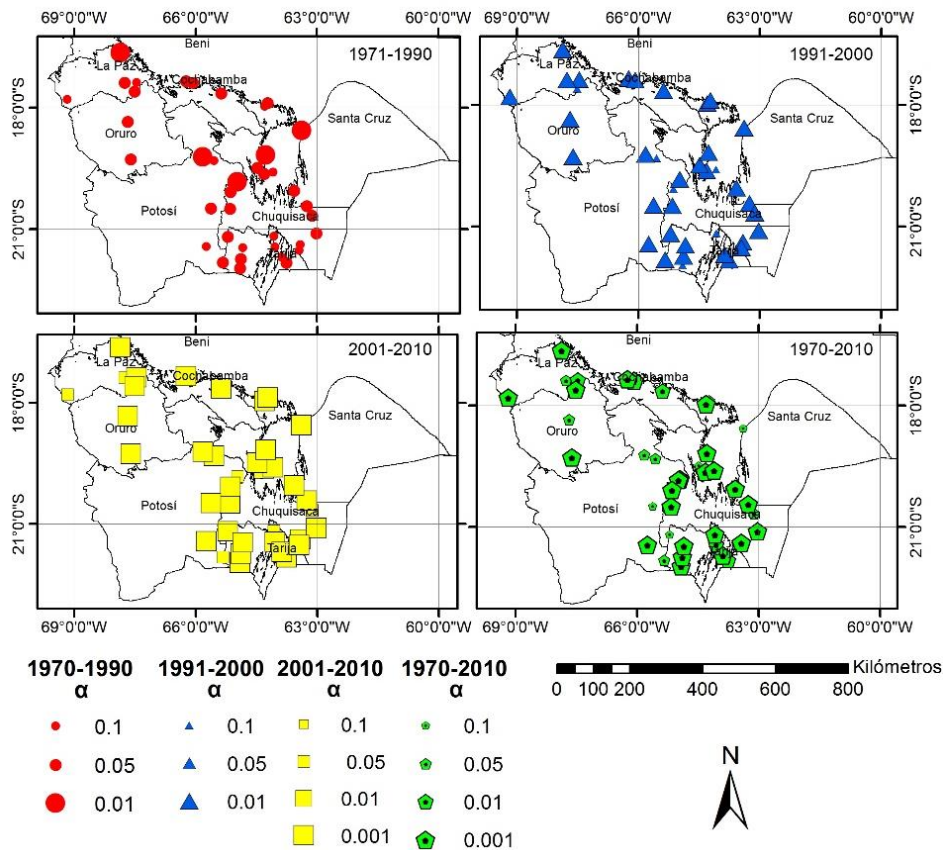 69°0'0"W 66°0'0"W 63°0'0"W 60°0'0"W 69°0'0"W 66°0'0"W 63°0'0"W 60°0'0"W
Beni
1971-1990
La Paz
Cochabamba
18°0'0"S
Santa Cruz
Oruro
Potosí
Chuquisaca
21°0'0"S
Beni
1991-2000
La Paz
Cochabamba
18°0'0"S
Santa Cruz
Oruro
Potosí
Chuquisaca
21°0'0"S
Beni
2001-2010
La Paz
Cochabamba
18°0'0"S
Santa Cruz
Oruro
Potosí
Chuquisaca
21°0'0"S
Tarija
Beni
1970-2010
La Paz
Cochabamba
18°0'0"S
Santa Cruz
Oruro
Potosí
Chuquisaca
21°0'0"S
69°0'0"W 66°0'0"W 63°0'0"W 60°0'0"W 69°0'0"W 66°0'0"W 63°0'0"W 60°0'0"W
1970-1990 1991-2000 2001-2010 1970-2010
α α α α
0.1 0.1 0.1 0.1
0.05 0.05 0.05 0.05
0.01 0.01 0.01 0.01
0.001 0.001
Kilómetros
0 100 200 400 600 800
N